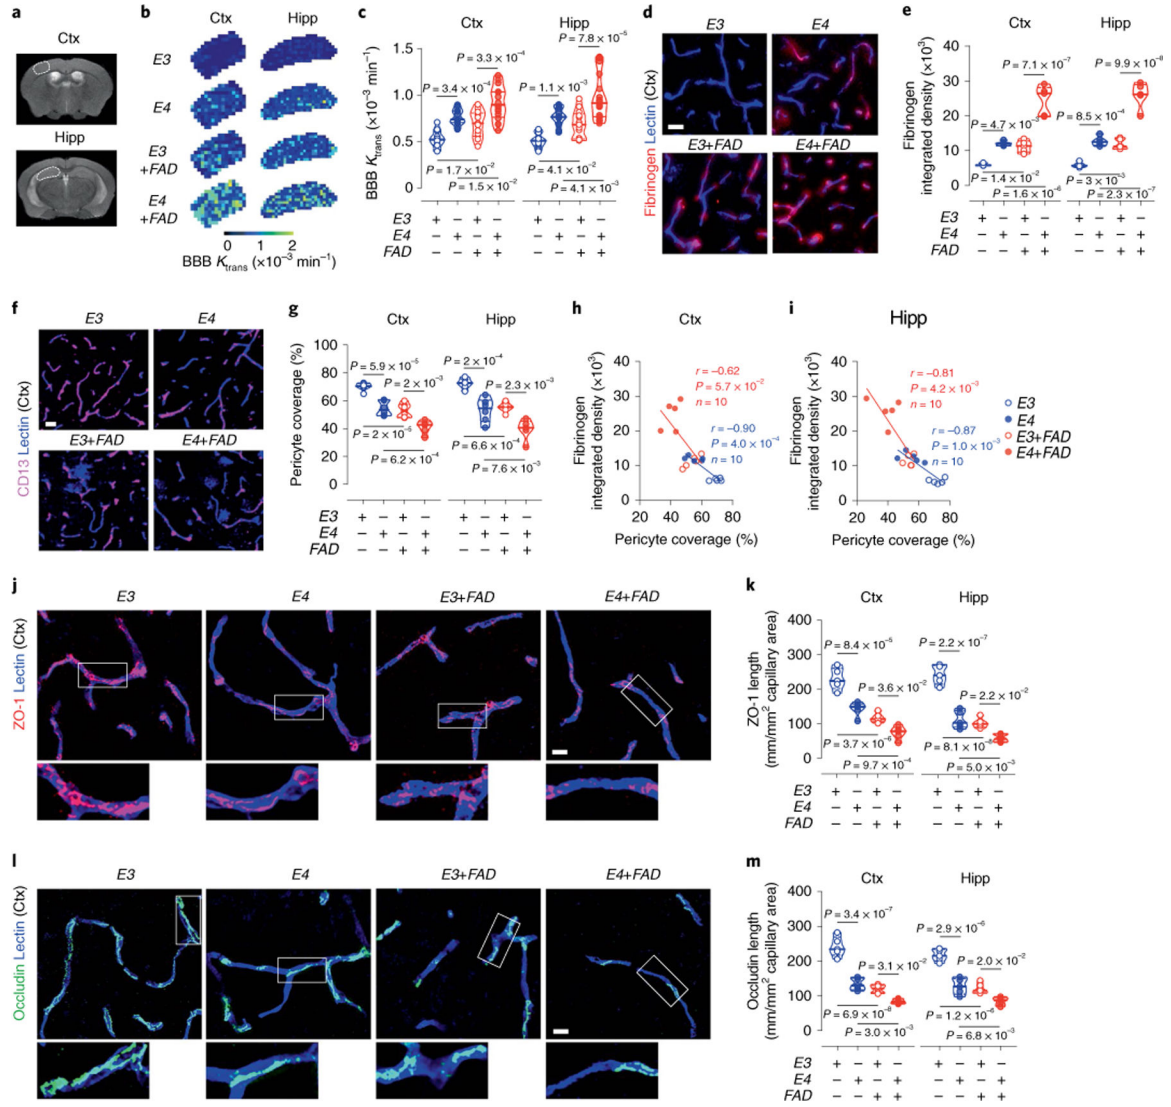 a
Ctx
Hipp
b
Ctx Hipp
E3
E4
E3
+FAD
E4
+FAD
0 1 2
BBB Ktrans (×10−3 min−1)
c
Ctx Hipp
BBB Ktrans (×10−3 min−1)
1.5
1.0
0.5
0
P = 3.4 × 10−4
P = 3.3 × 10−4
P = 1.7 × 10−2
P = 1.5 × 10−2
P = 1.1 × 10−3
P = 7.8 × 10−5
P = 4.1 × 10−2
P = 4.1 × 10−3
E3 + − + − + − + −
E4 − + − + − + − +
FAD − − + + − − + +
d
E3 E4
E3+FAD E4+FAD
Fibrinogen Lectin (Ctx)
e
Ctx Hipp
Fibrinogen
integrated density (×103)
40
30
20
10
0
P = 7.1 × 10−7
P = 4.7 × 10−3
P = 1.4 × 10−2
P = 1.6 × 10−6
P = 9.9 × 10−8
P = 8.5 × 10−4
P = 3 × 10−3
P = 2.3 × 10−7
E3 + − + − + − + −
E4 − + − + − + − +
FAD − − + + − − + +
f
E3 E4
E3+FAD E4+FAD
CD13 Lectin (Ctx)
g
Ctx Hipp
Pericyte coverage (%)
100
80
60
40
20
0
P = 5.9 × 10−5
P = 2 × 10−3
P = 2 × 10−5
P = 6.2 × 10−4
P = 2 × 10−4
P = 2.3 × 10−3
P = 6.6 × 10−4
P = 7.6 × 10−3
E3 + − + − + − + −
E4 − + − + − + − +
FAD − − + + − − + +
h
Ctx
Fibrinogen
integrated density (×103)
40
30
20
10
0
r = −0.62
P = 5.7 × 10−2
n = 10
r = −0.90
P = 4.0 × 10−4
n = 10
0 20 40 60 80
Pericyte coverage (%)
i
Hipp
Fibrinogen
integrated density (×103)
40
30
20
10
0
r = −0.81
P = 4.2 × 10−3
n = 10
r = −0.87
P = 1.0 × 10−3
n = 10
20 40 60 80
Pericyte coverage (%)
E3
E4
E3+FAD
E4+FAD
j
E3 E4 E3+FAD E4+FAD
ZO-1 Lectin (Ctx)
k
Ctx Hipp
ZO-1 length
(mm/mm2 capillary area)
400
300
200
100
0
P = 8.4 × 10−5
P = 3.6 × 10−2
P = 3.7 × 10−6
P = 9.7 × 10−4
P = 2.2 × 10−7
P = 2.2 × 10−2
P = 8.1 × 10−8
P = 5.0 × 10−3
E3 + − + − + − + −
E4 − + − + − + − +
FAD − − + + − − + +
l
E3 E4 E3+FAD E4+FAD
Occludin Lectin (Ctx)
m
Ctx Hipp
Occludin length
(mm/mm2 capillary area)
400
300
200
100
0
P = 3.4 × 10−7
P = 3.1 × 10−2
P = 6.9 × 10−8
P = 3.0 × 10−3
P = 2.9 × 10−6
P = 2.0 × 10−2
P = 1.2 × 10−6
P = 6.8 × 10−3
E3 + − + − + − + −
E4 − + − + − + − +
FAD − − + + − − + +